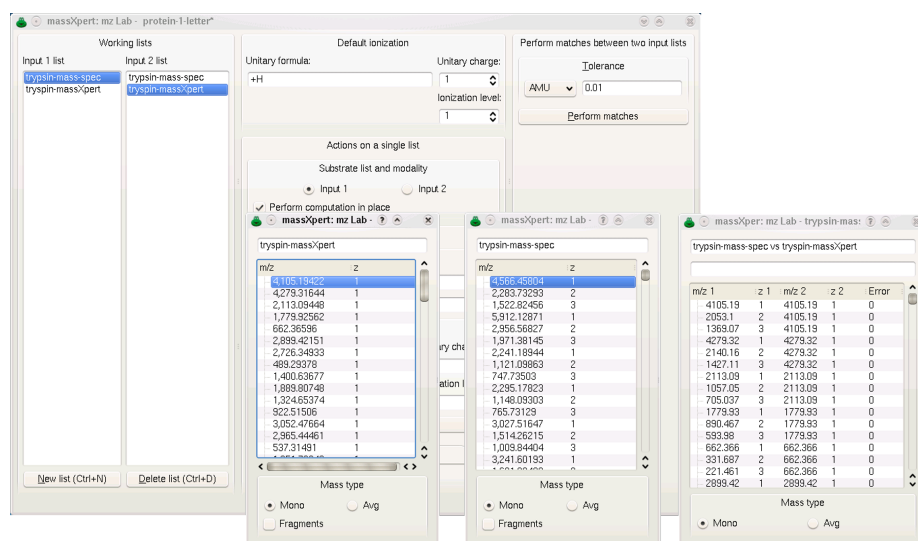 massXpert: mz Lab - protein-1-letter*
Working lists
Input 1 list Input 2 list
trypsin-mass-spec trypsin-mass-spec
tryspin-massXpert tryspin-massXpert
New list (Ctrl+N) Delete list (Ctrl+D)
Default ionization
Unitary formula: Unitary charge:
+H 1
Ionization level:
1
Actions on a single list
Substrate list and modality
Input 1 Input 2
Perform computation in place
Perform matches between two input lists
Tolerance
AMU 0.01
Perform matches
massXpert: mz Lab -
tryspin-massXpert
m/z z
4,105.19422 1
4,279.31644 1
2,113.09448 1
1,779.92562 1
662.36596 1
2,899.42151 1
2,726.34933 1
489.29378 1
1,400.63677 1
1,889.80748 1
1,324.65374 1
922.51506 1
3,052.47664 1
2,965.44461 1
537.31491 1
Mass type
Mono Avg
Fragments
massXpert: mz Lab -
trypsin-mass-spec
m/z z
4,566.45804 1
2,283.73293 2
1,522.82456 3
5,912.12871 1
2,956.56827 2
1,971.38145 3
2,241.18944 1
1,121.09863 2
747.73503 3
2,295.17823 1
1,148.09303 2
765.73129 3
3,027.51647 1
1,514.26215 2
1,009.84404 3
3,241.60193 1
Mass type
Mono Avg
Fragments
massXper: mz Lab - trypsin-mas:
trypsin-mass-spec vs tryspin-massXpert
m/z 1 z 1 m/z 2 z 2 Error
4105.19 1 4105.19 1 0
2053.1 2 4105.19 1 0
1369.07 3 4105.19 1 0
4279.32 1 4279.32 1 0
2140.16 2 4279.32 1 0
1427.11 3 4279.32 1 0
2113.09 1 2113.09 1 0
1057.05 2 2113.09 1 0
705.037 3 2113.09 1 0
1779.93 1 1779.93 1 0
890.467 2 1779.93 1 0
593.98 3 1779.93 1 0
662.366 1 662.366 1 0
331.687 2 662.366 1 0
221.461 3 662.366 1 0
2899.42 1 2899.42 1 0
Mass type
Mono Avg